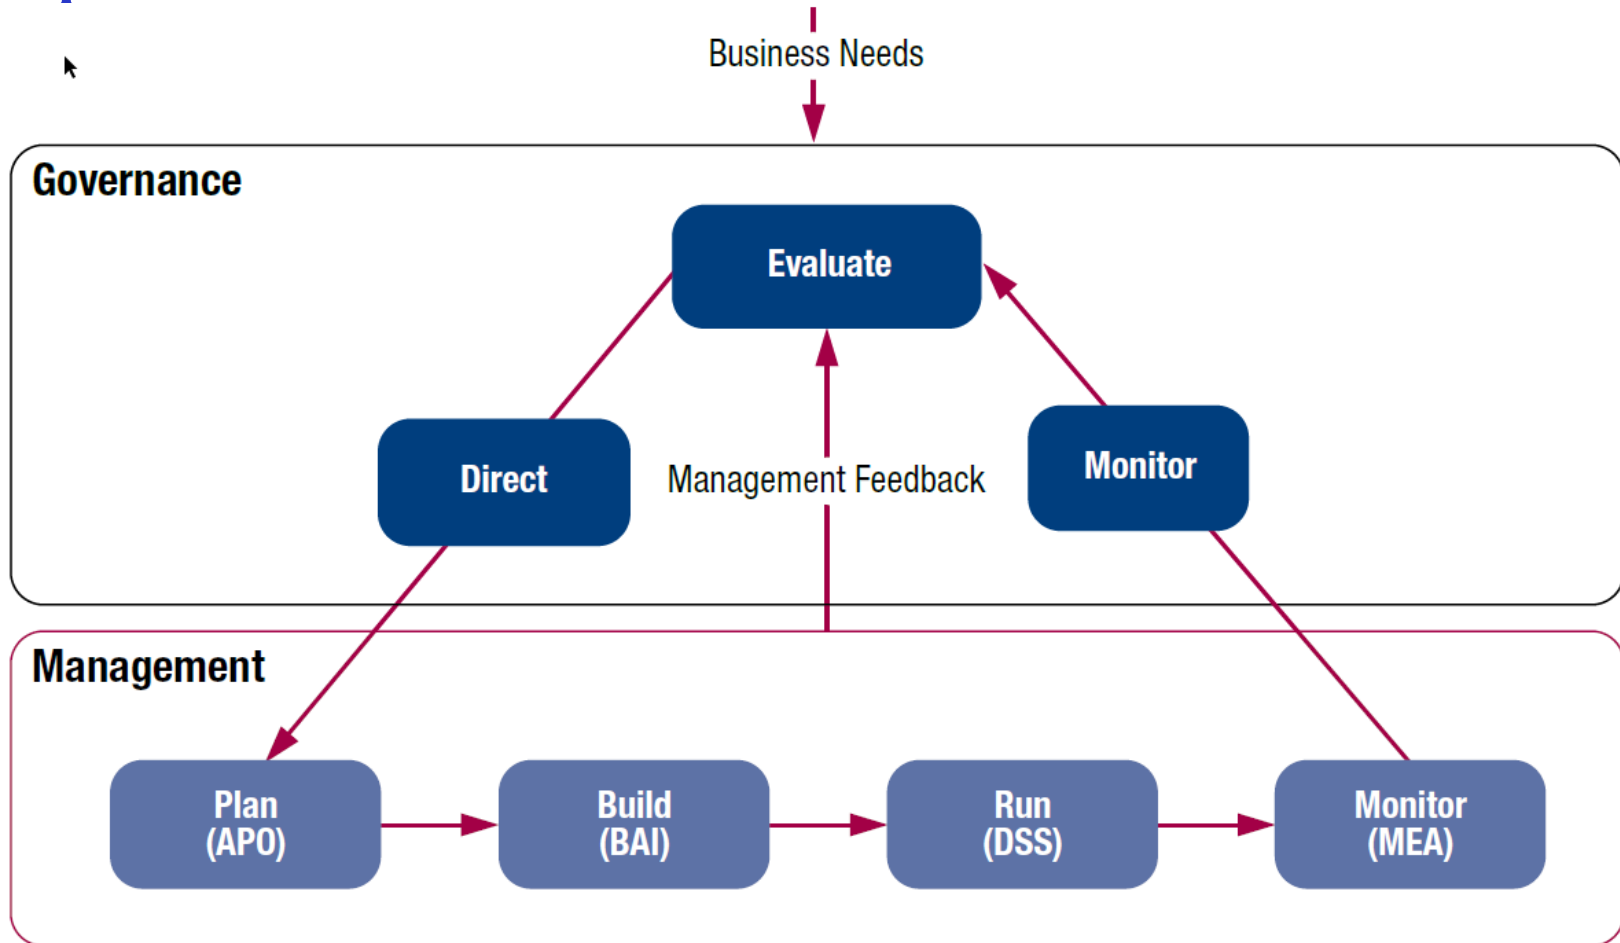 Business Needs
Governance
Evaluate
Direct
Management Feedback
Monitor
Management
Plan
(APO)
Build
(BAI)
Run
(DSS)
Monitor
(MEA)